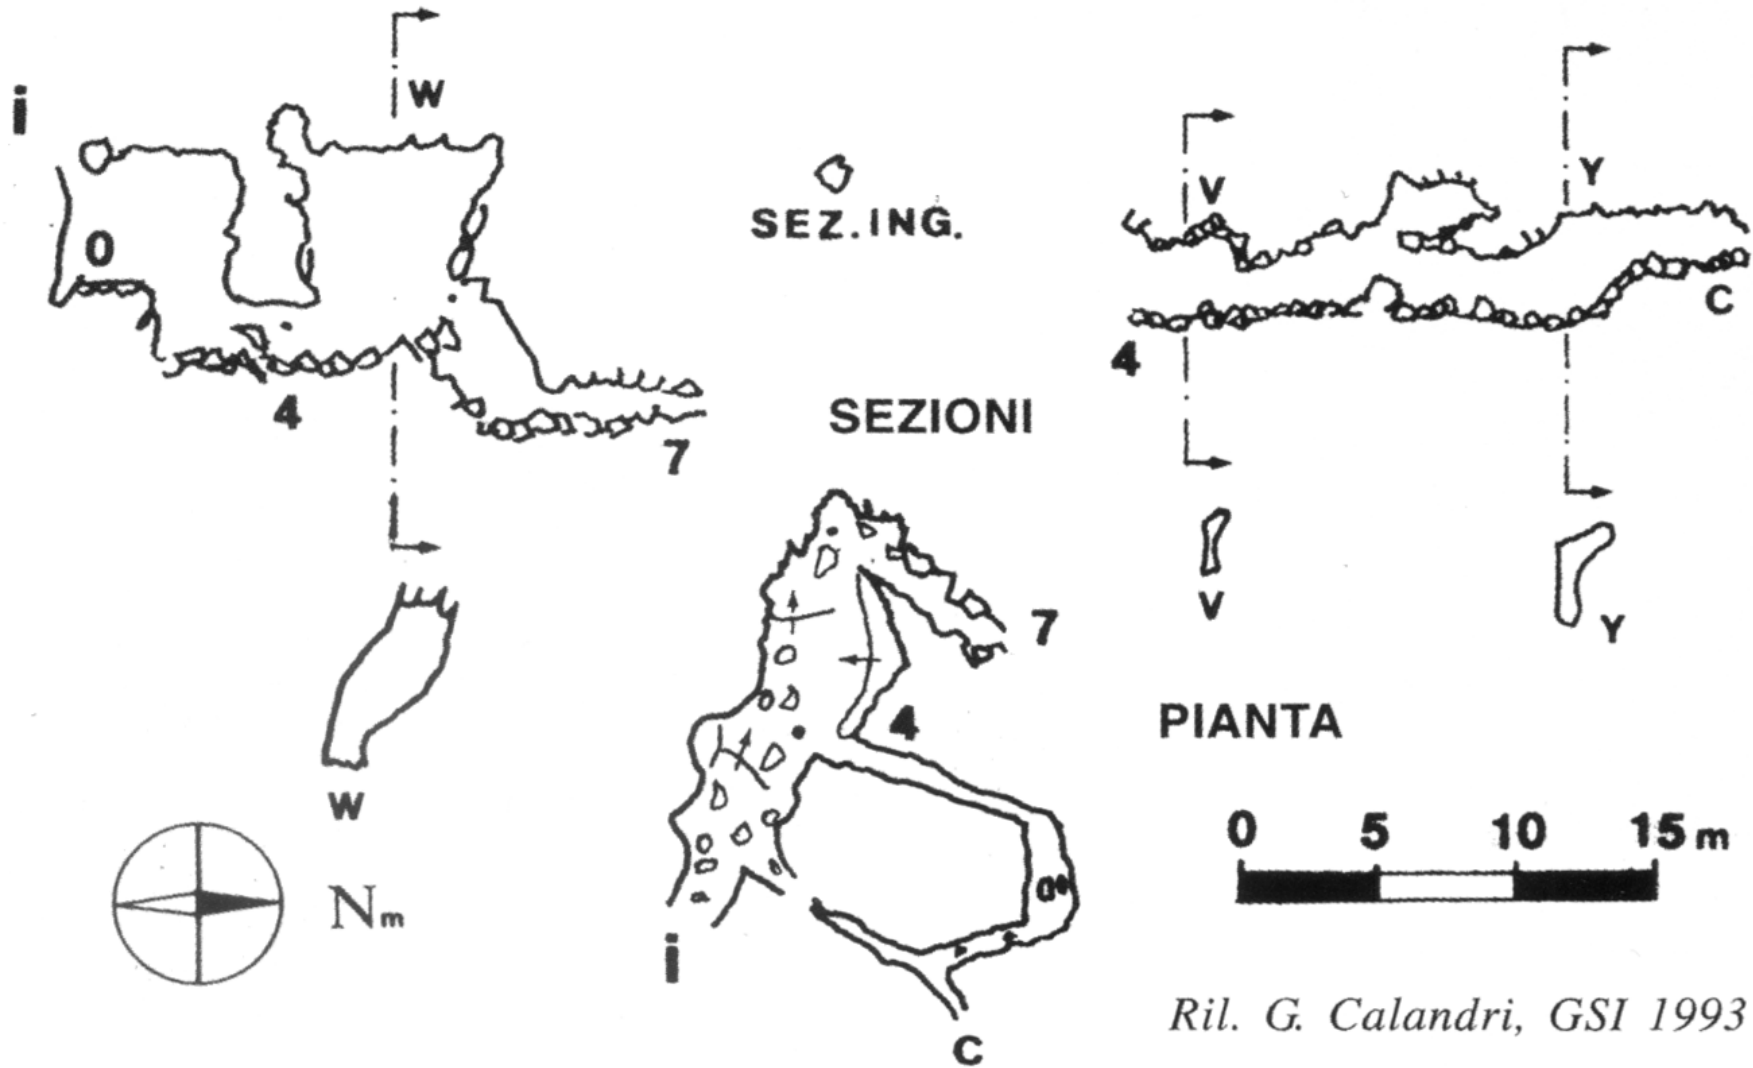 i
W
0
4
7
SEZ.ING.
V
Y
4
C
SEZIONI
W
V
Y
7
4
i
C
PIANTA
0 5 10 15 m
Nm
Ril. G. Calandri, GSI 1993